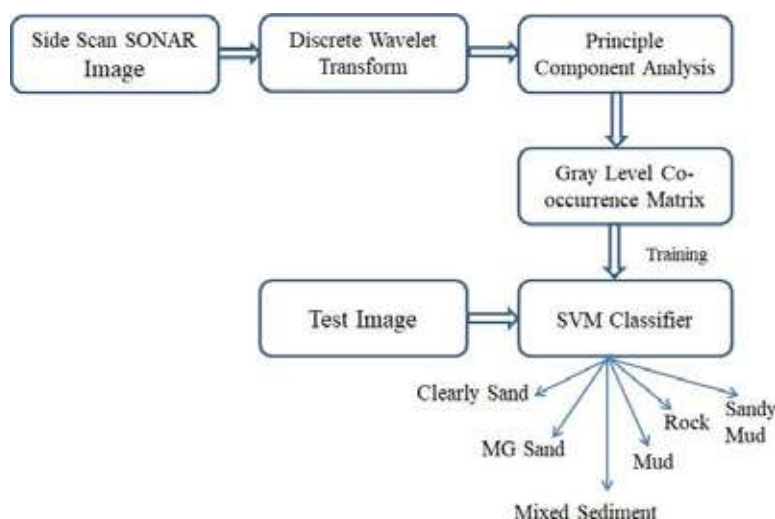 Side Scan SONAR
Image
Discrete Wavelet
Transform
Principle
Component Analysis
Gray Level Co-
occurrence Matrix
Training
Test Image
SVM Classifier
Clearly Sand
MG Sand
Mixed Sediment
Mud
Rock
Sandy
Mud